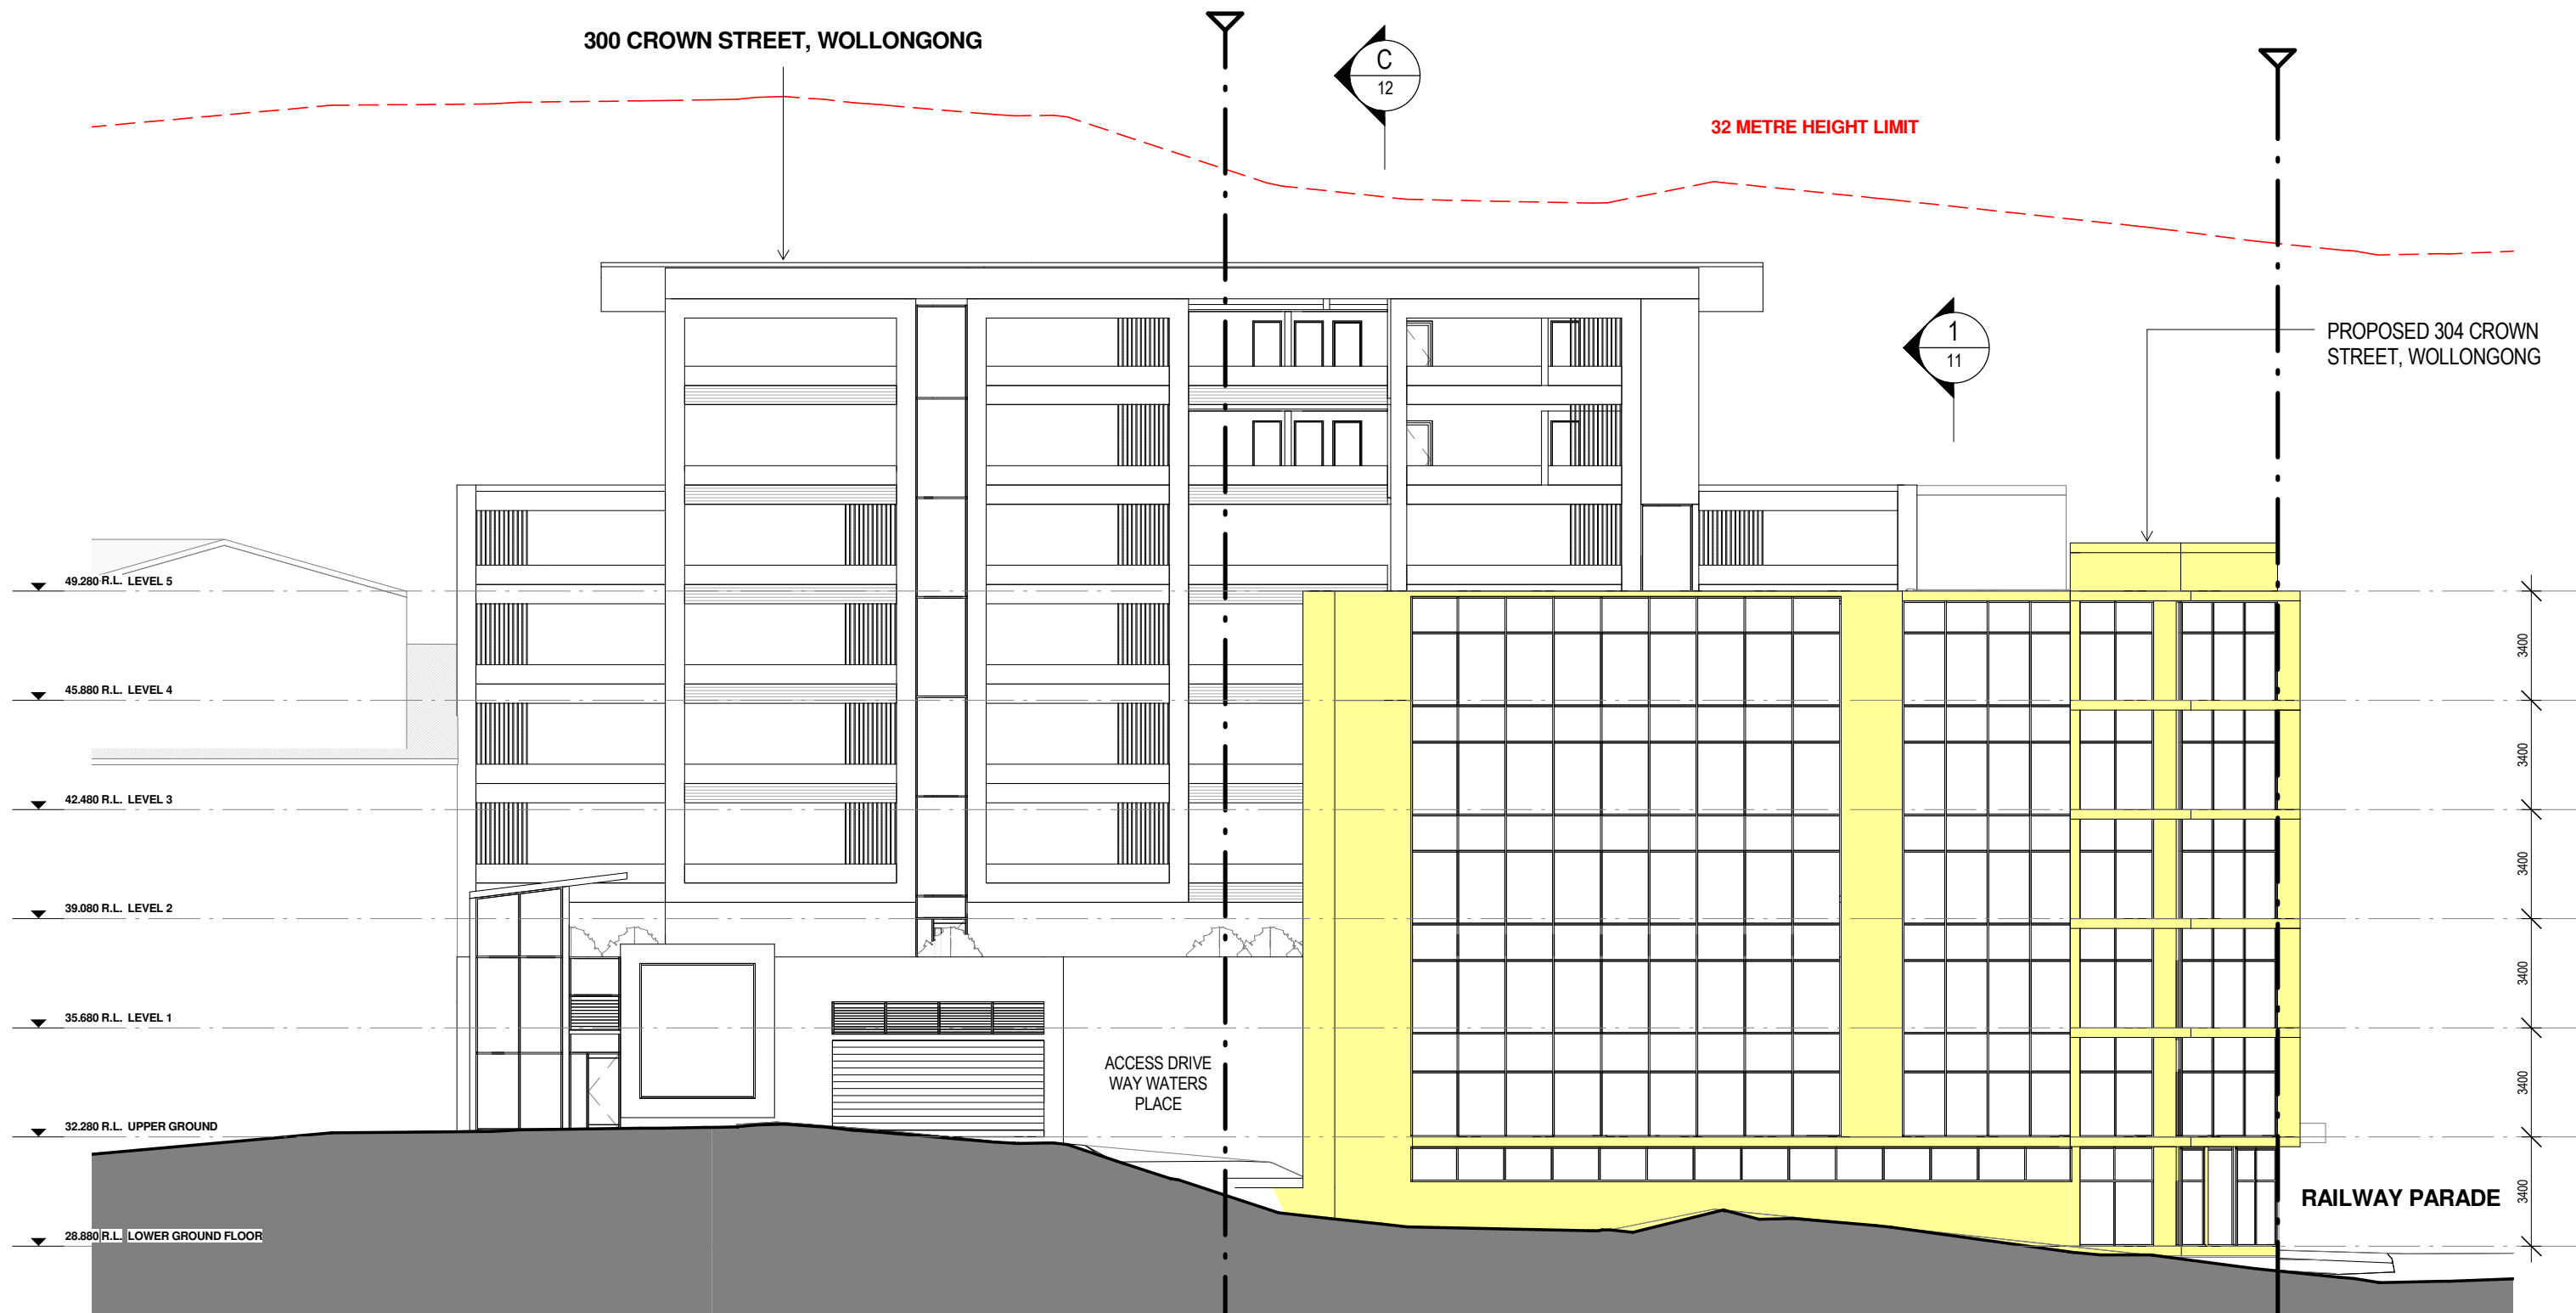 300 CROWN STREET, WOLLONGONG
C
12
32 METRE HEIGHT LIMIT
1
11
PROPOSED 304 CROWN
STREET, WOLLONGONG
49.280 R.L. LEVEL 5
3400
45.880 R.L. LEVEL 4
3400
42.480 R.L. LEVEL 3
3400
39.080 R.L. LEVEL 2
3400
35.680 R.L. LEVEL 1
3400
ACCESS DRIVE
WAY WATERS
PLACE
32.280 R.L. UPPER GROUND
3400
RAILWAY PARADE
28.880 R.L. LOWER GROUND FLOOR